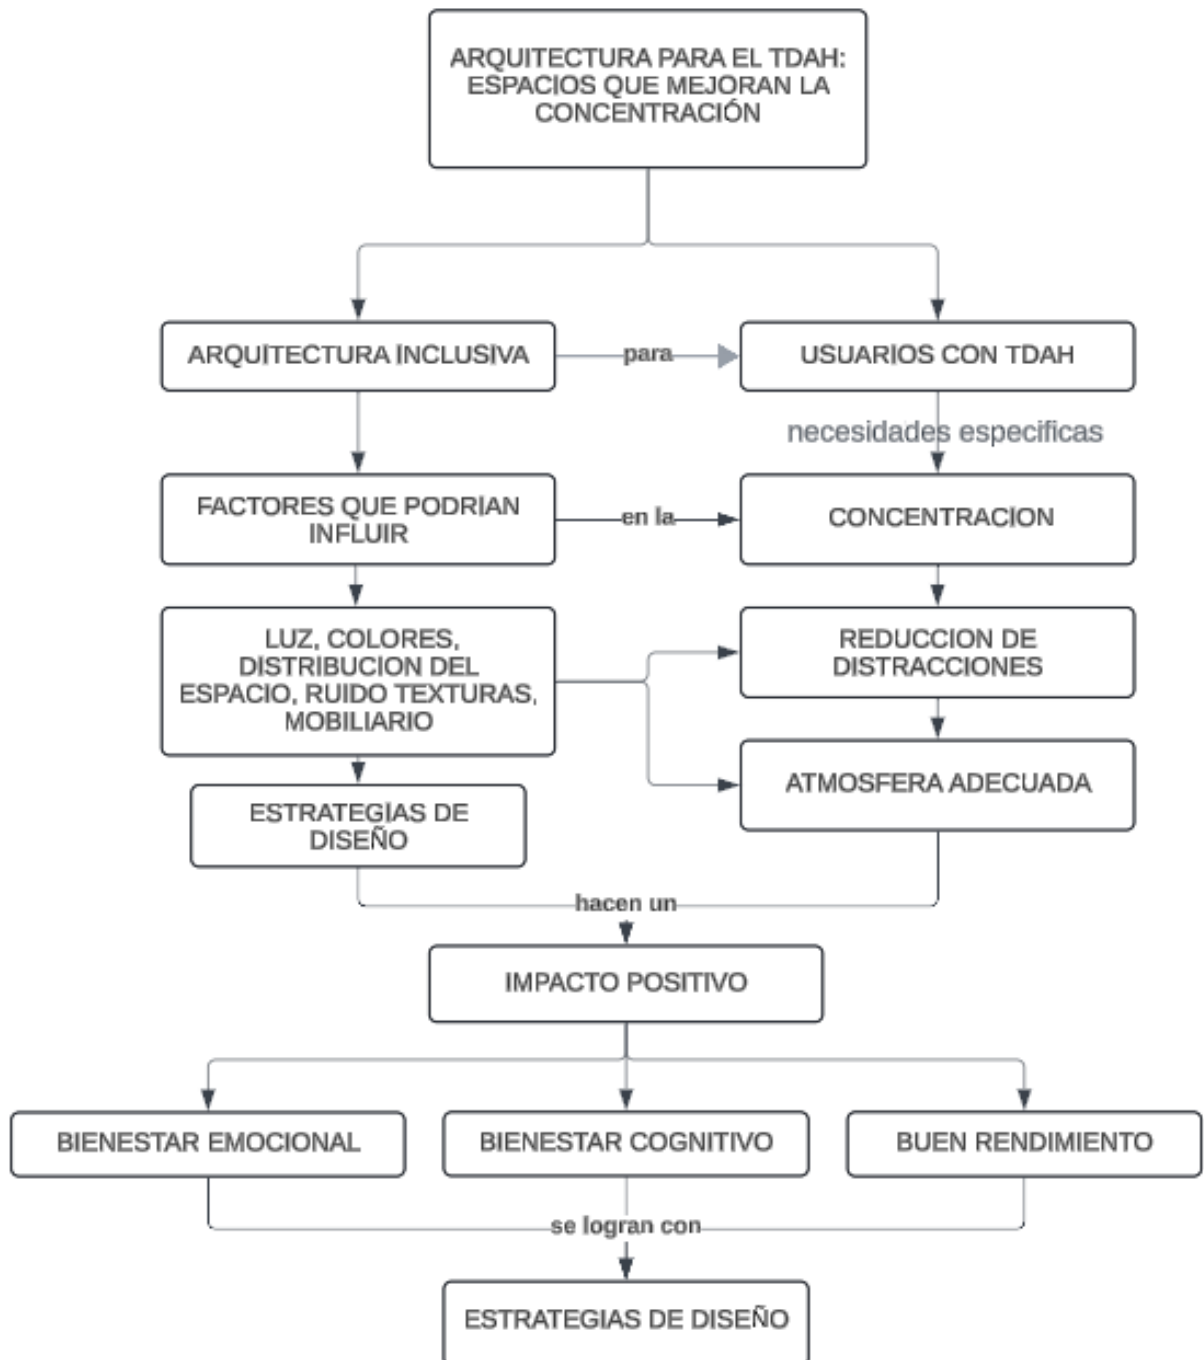 ARQUITECTURA PARA EL TDAH:
ESPACIOS QUE MEJORAN LA
CONCENTRACIÓN
ARQUITECTURA INCLUSIVA
para
USUARIOS CON TDAH
necesidades especificas
FACTORES QUE PODRIAN
INFLUIR
en la
CONCENTRACION
LUZ, COLORES,
DISTRIBUCION DEL
ESPACIO, RUIDO TEXTURAS,
MOBILIARIO
REDUCCION DE
DISTRACCIONES
ATMOSFERA ADECUADA
ESTRATEGIAS DE
DISEÑO
hacen un
IMPACTO POSITIVO
BIENESTAR EMOCIONAL
BIENESTAR COGNITIVO
BUEN RENDIMIENTO
se logran con
ESTRATEGIAS DE DISEÑO